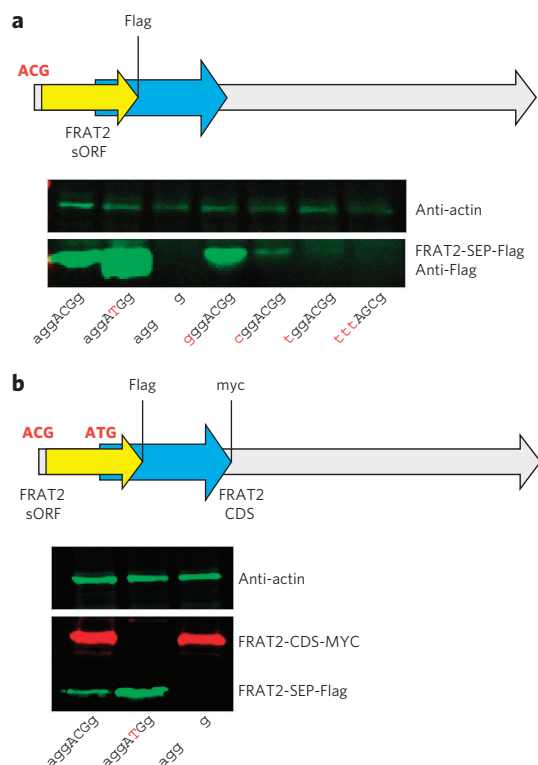 a
Flag
ACG
FRAT2
sORF
Anti-actin
FRAT2-SEP-Flag
Anti-Flag
aggACGg
aggATGg
agg g
gggACGg
cggACGg
tggACGg
tttAGCg
b
Flag
myc
ACG
ATG
FRAT2
sORF
FRAT2
CDS
Anti-actin
FRAT2-CDS-MYC
FRAT2-SEP-Flag
aggACGg
aggATGg
agg g